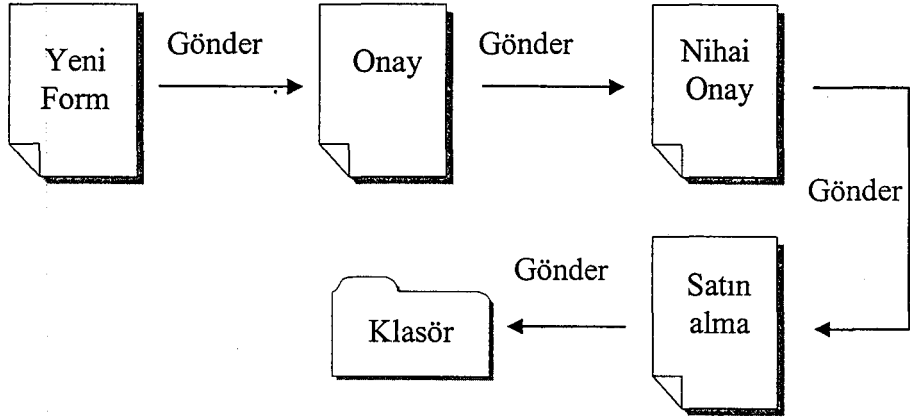 Yeni
Form
Gönder
Onay
Gönder
Nihai
Onay
Gönder
Satın
alma
Gönder
Klasör